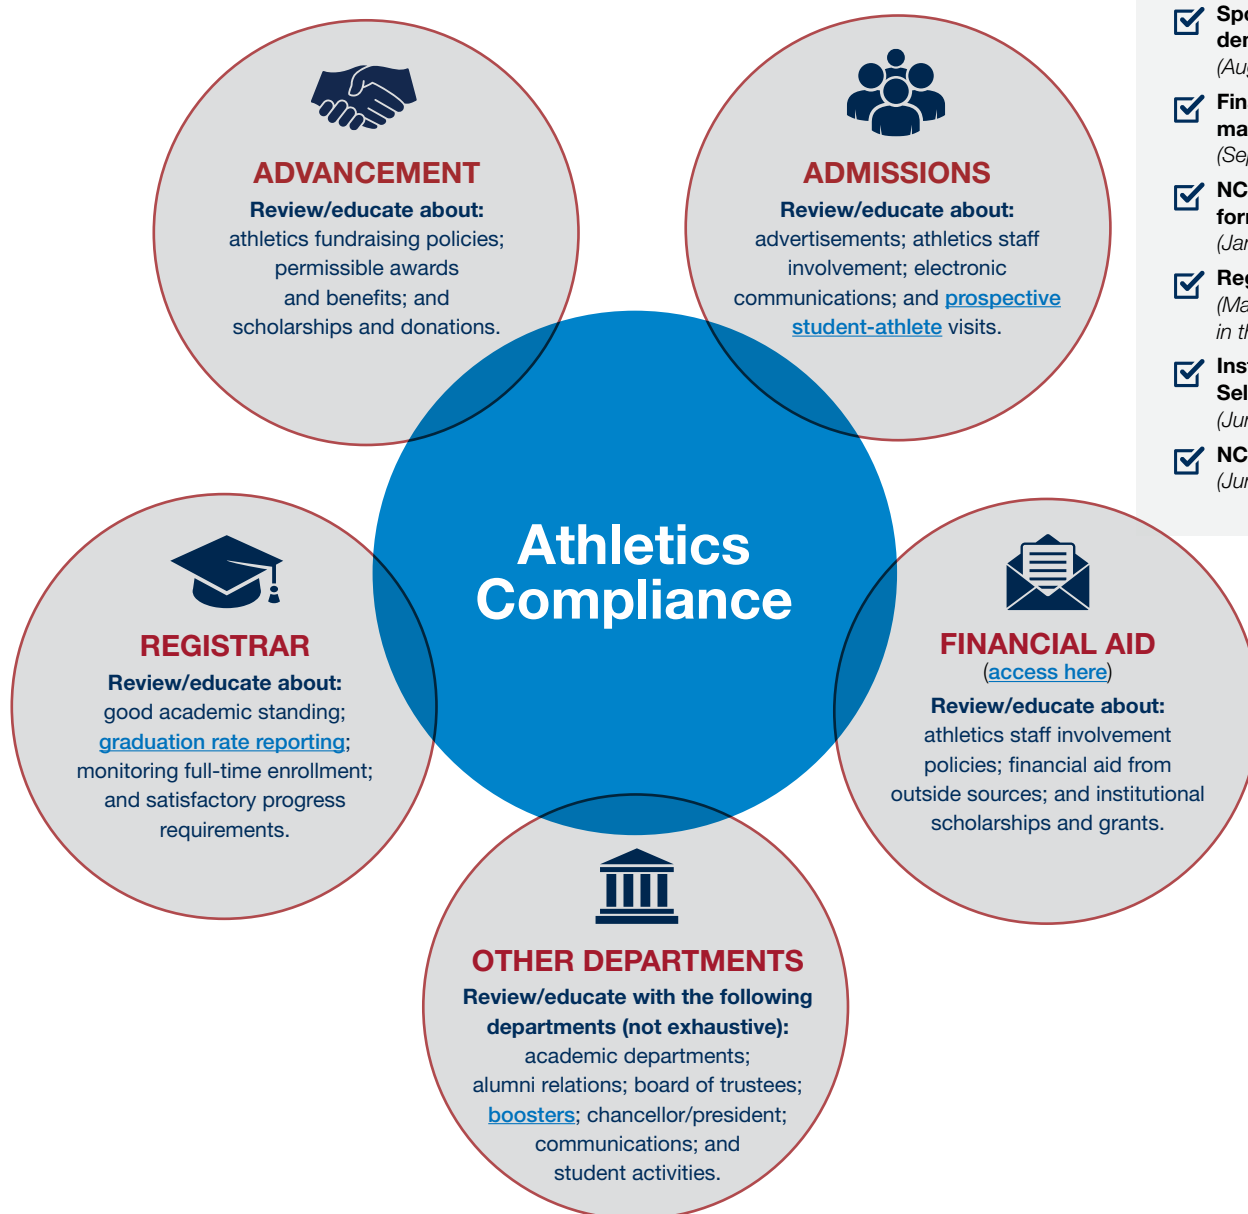 ADVANCEMENT
Review/educate about:
athletics fundraising policies;
permissible awards
and benefits; and
scholarships and donations.
ADMISSIONS
Review/educate about:
advertisements; athletics staff
involvement; electronic
communications; and prospective
student-athlete visits.
Athletics
Compliance
REGISTRAR
Review/educate about:
good academic standing;
graduation rate reporting;
monitoring full-time enrollment;
and satisfactory progress
requirements.
FINANCIAL AID
(access here)
Review/educate about:
athletics staff involvement
policies; financial aid from
outside sources; and institutional
scholarships and grants.
OTHER DEPARTMENTS
Review/educate with the following
departments (not exhaustive):
academic departments;
alumni relations; board of trustees;
boosters; chancellor/president;
communications; and
student activities.
in